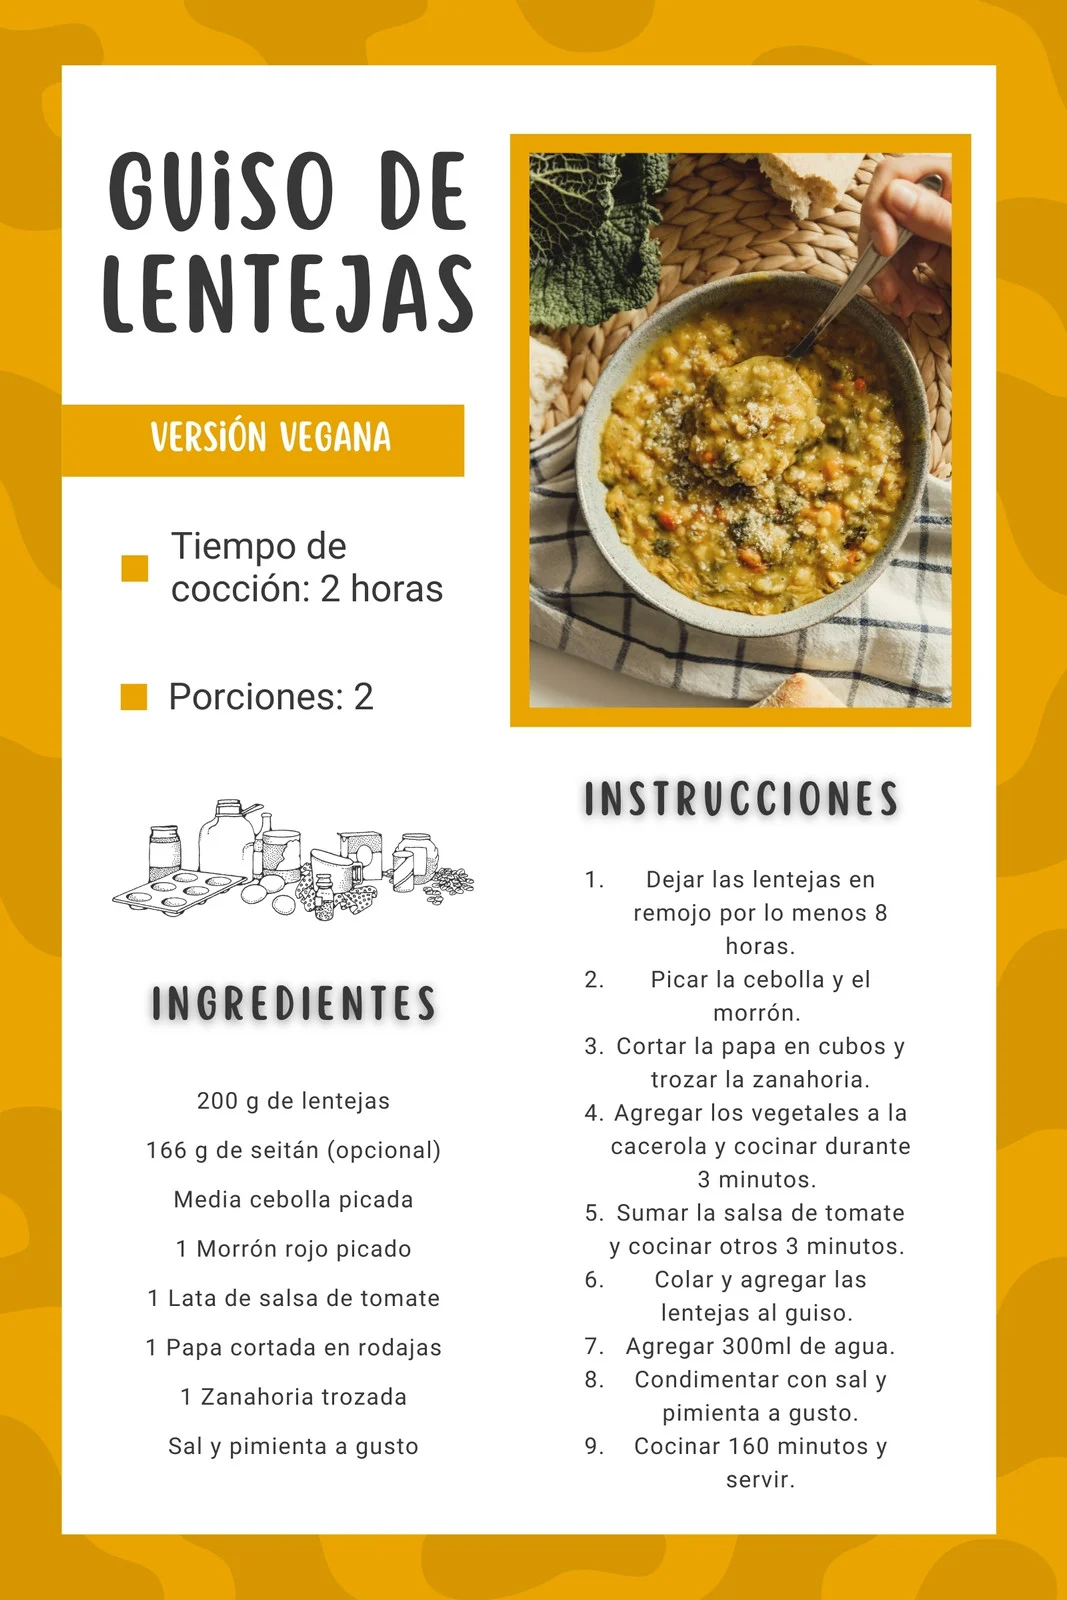 GUiSO DE
LENTEJAS
VERSIÓN VEGANA
Tiempo de
cocción: 2 horas
Porciones: 2
INGREDIENTES
200 g de lentejas
166 g de seitán (opcional)
Media cebolla picada
1 Morrón rojo picado
1 Lata de salsa de tomate
1 Papa cortada en rodajas
1 Zanahoria trozada
Sal y pimienta a gusto
INSTRUCCIONES
1. Dejar las lentejas en
remojo por lo menos 8
horas.
2. Picar la cebolla y el
morrón.
3. Cortar la papa en cubos y
trozar la zanahoria.
4. Agregar los vegetales a la
cacerola y cocinar durante
3 minutos.
5. Sumar la salsa de tomate
y cocinar otros 3 minutos.
6. Colar y agregar las
lentejas al guiso.
7. Agregar 300ml de agua.
8. Condimentar con sal y
pimienta a gusto.
9. Cocinar 160 minutos y
servir.